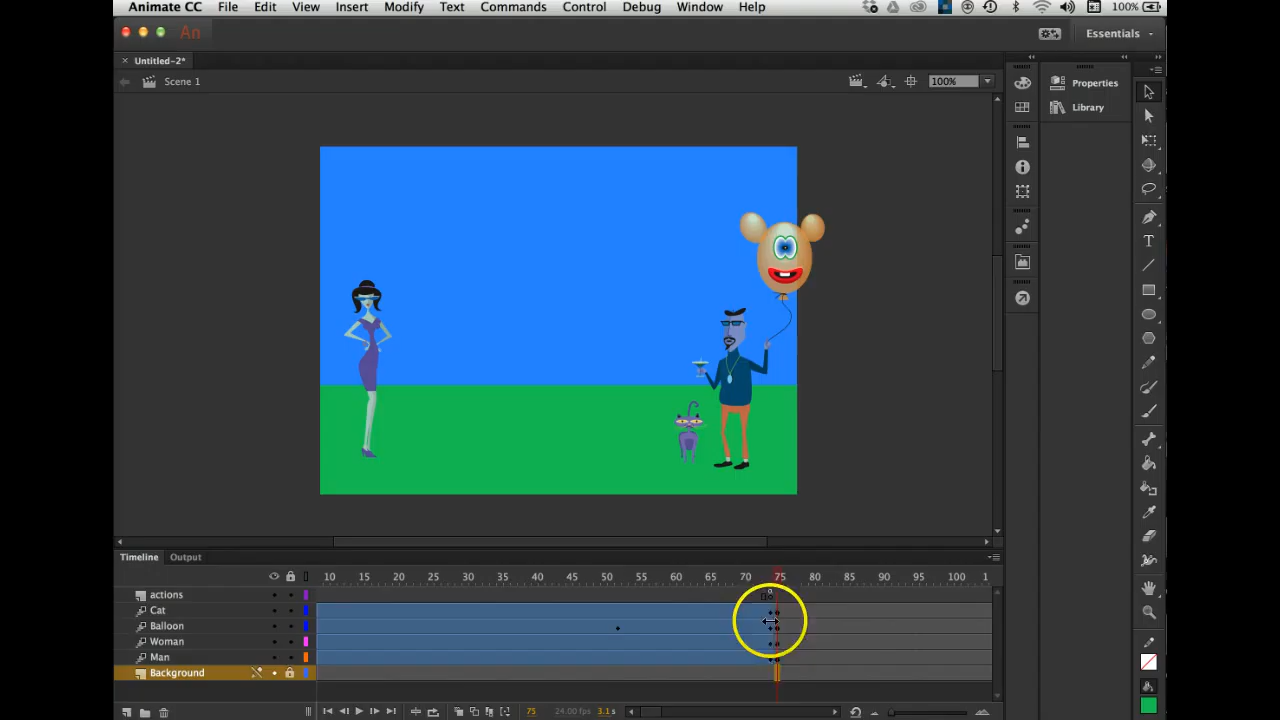 Animate CC File Edit View Insert Modify Text Commands Control Debug Window Help 100%
An Essentials
× Untitled-2*
Scene 1 100%
Properties
Library
Timeline Output
10 15 20 25 30 35 40 45 50 55 60 65 70 75 80 85 90 95 100 1
actions
Cat
Balloon
Woman
Man
Background
75 24.00 fps 3.1 s